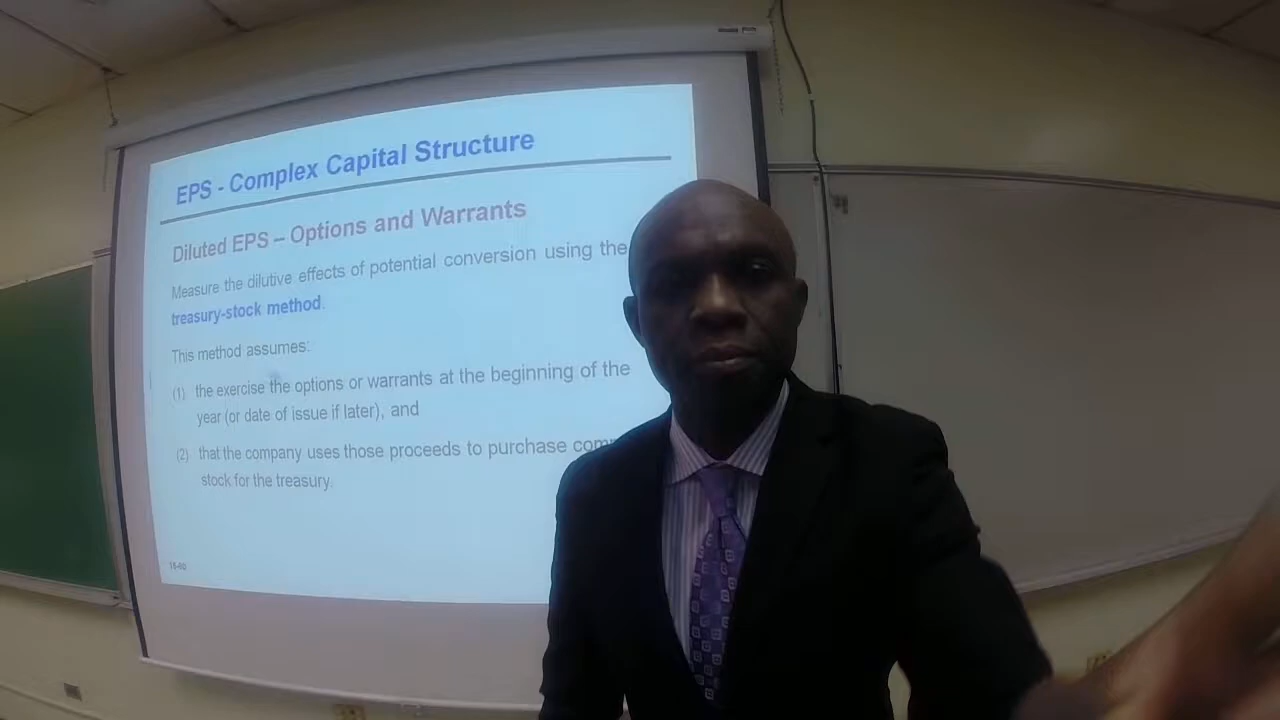 EPS - Complex Capital Structure
Diluted EPS – Options and Warrants
Measure the dilutive effects of potential conversion using the
treasury-stock method.
This method assumes:
(1) the exercise the options or warrants at the beginning of the
year (or date of issue if later), and
(2) that the company uses those proceeds to purchase
stock for the treasury.